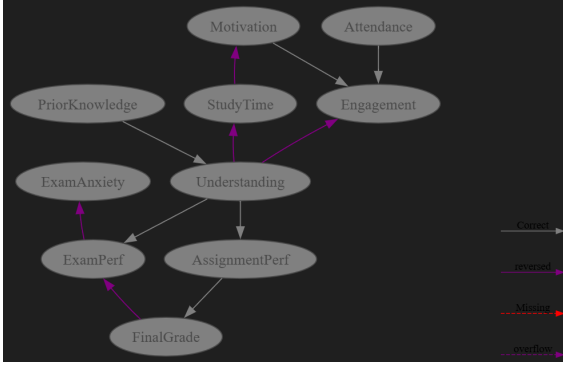 Motivation
Attendance
PriorKnowledge
StudyTime
Engagement
ExamAnxiety
Understanding
Correct
ExamPerf
AssignmentPerf
reversed
Missing
FinalGrade
overflow